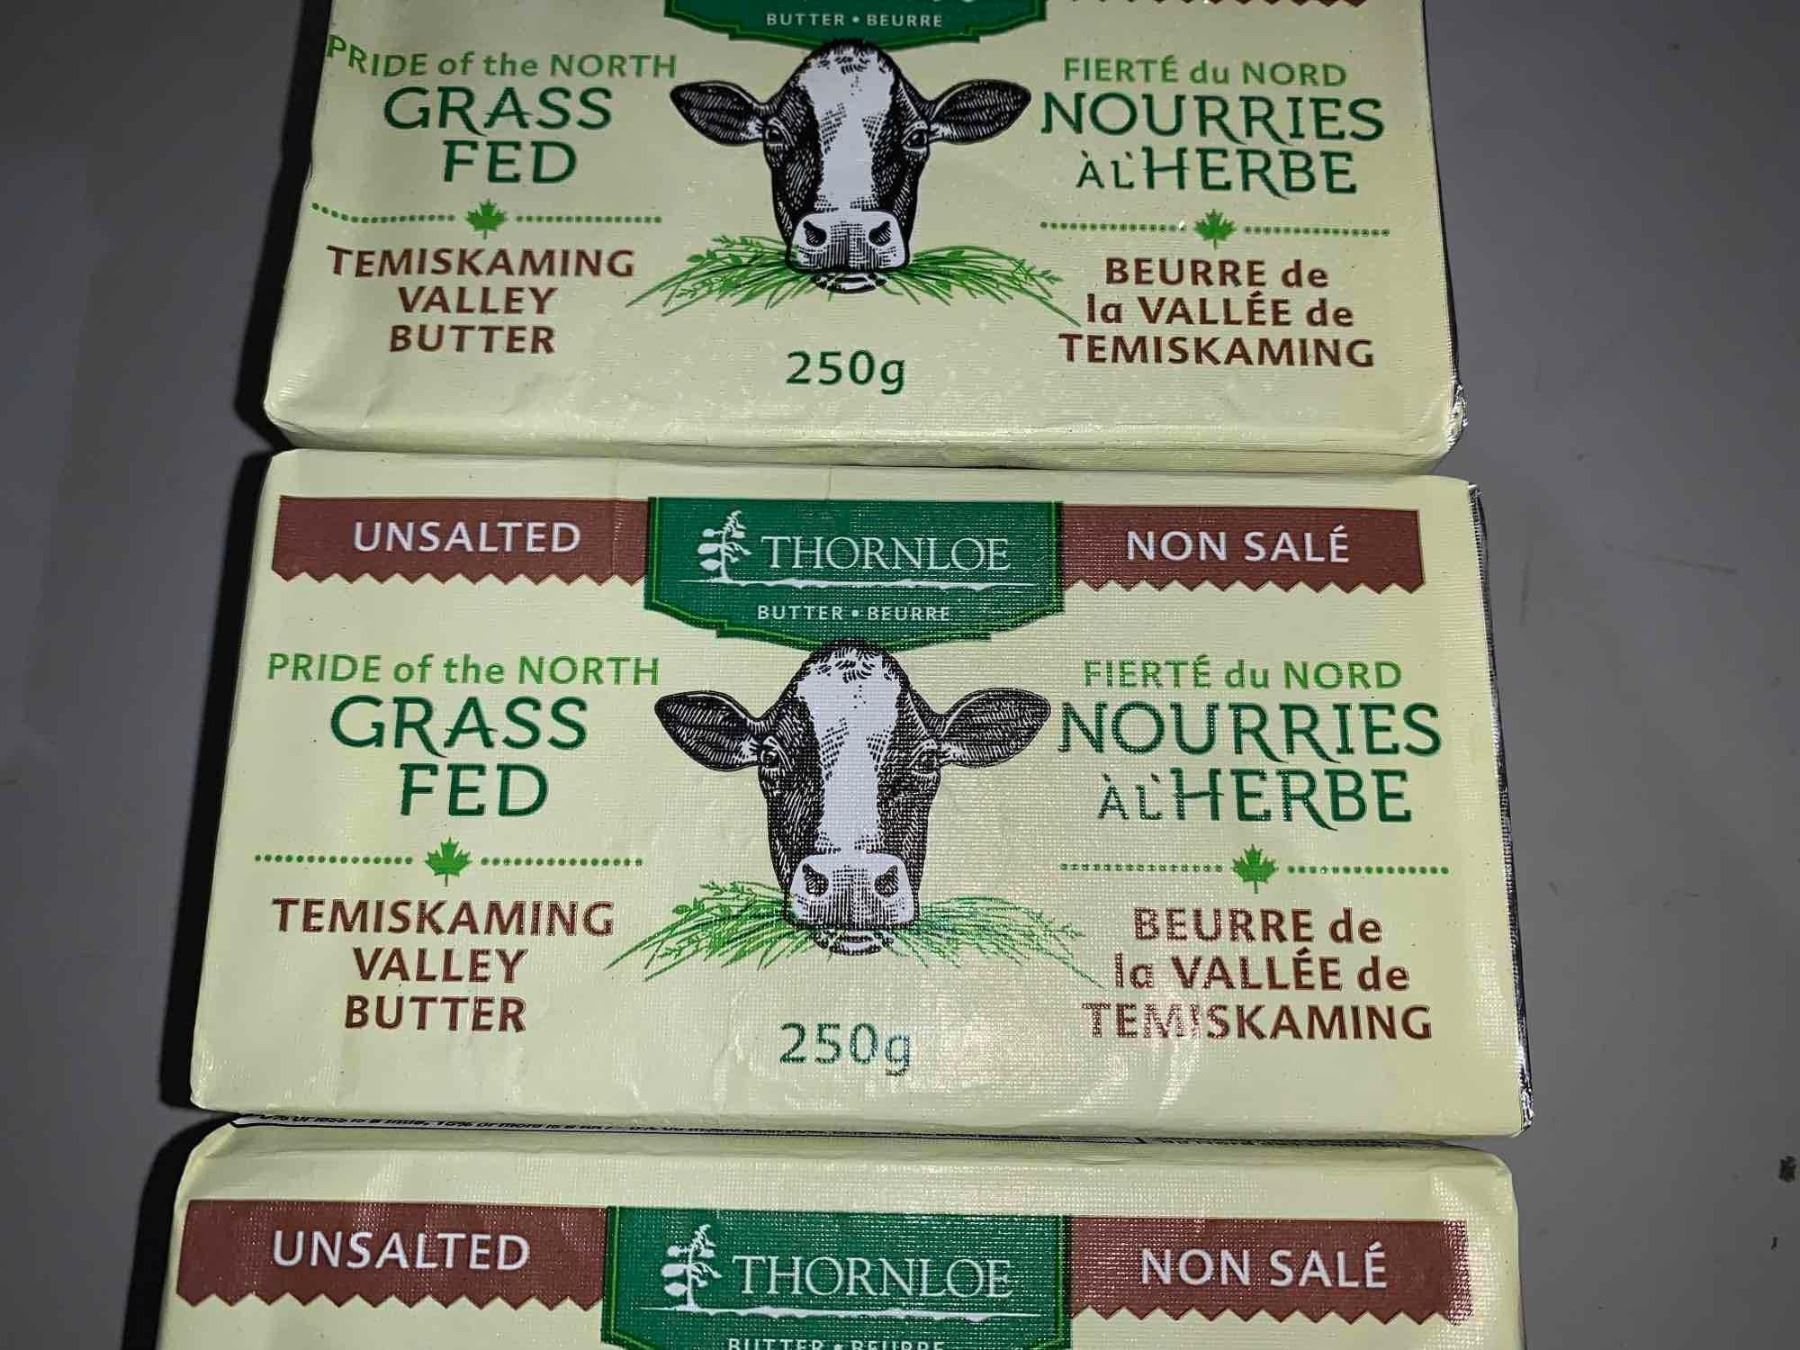 BUTTER • BEURRE
PRIDE of the NORTH
GRASS
FED
TEMISKAMING
VALLEY
BUTTER
250g
FIERTÉ du NORD
NOURRIES
À L'HERBE
BEURRE de
la VALLÉE de
TEMISKAMING
UNSALTED
THORNLOE
BUTTER • BEURRE
NON SALÉ
PRIDE of the NORTH
GRASS
FED
TEMISKAMING
VALLEY
BUTTER
250g
FIERTÉ du NORD
NOURRIES
À L'HERBE
BEURRE de
la VALLÉE de
TEMISKAMING
UNSALTED
THORNLOE
BUTTER • BEURRE
NON SALÉ